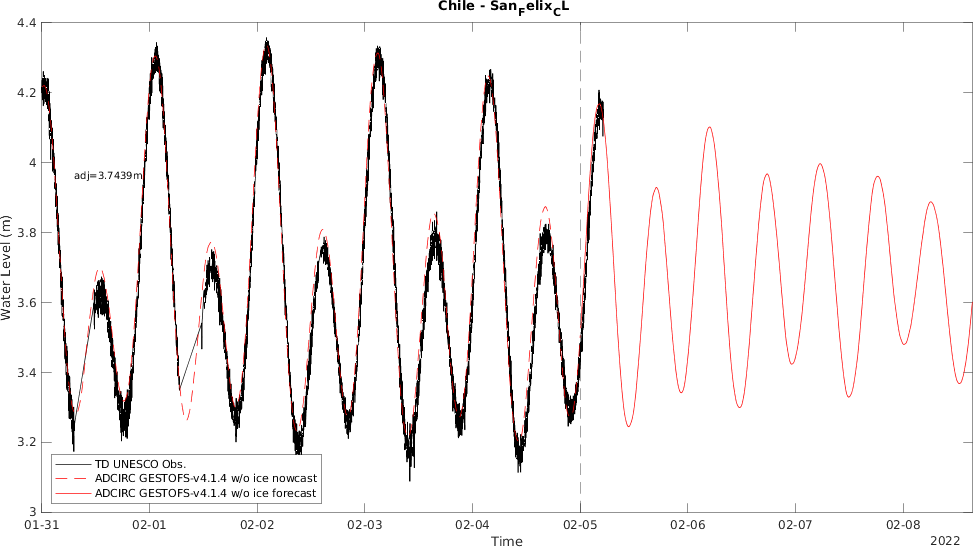 Chile - San_Felix_CL
4.4
4.2
4
3.8
3.6
3.4
3.2
3
Water Level (m)
adj=3.7439m
TD UNESCO Obs.
ADCIRC GESTOFS-v4.1.4 w/o ice nowcast
ADCIRC GESTOFS-v4.1.4 w/o ice forecast
01-31 02-01 02-02 02-03 02-04 02-05 02-06 02-07 02-08
Time
2022